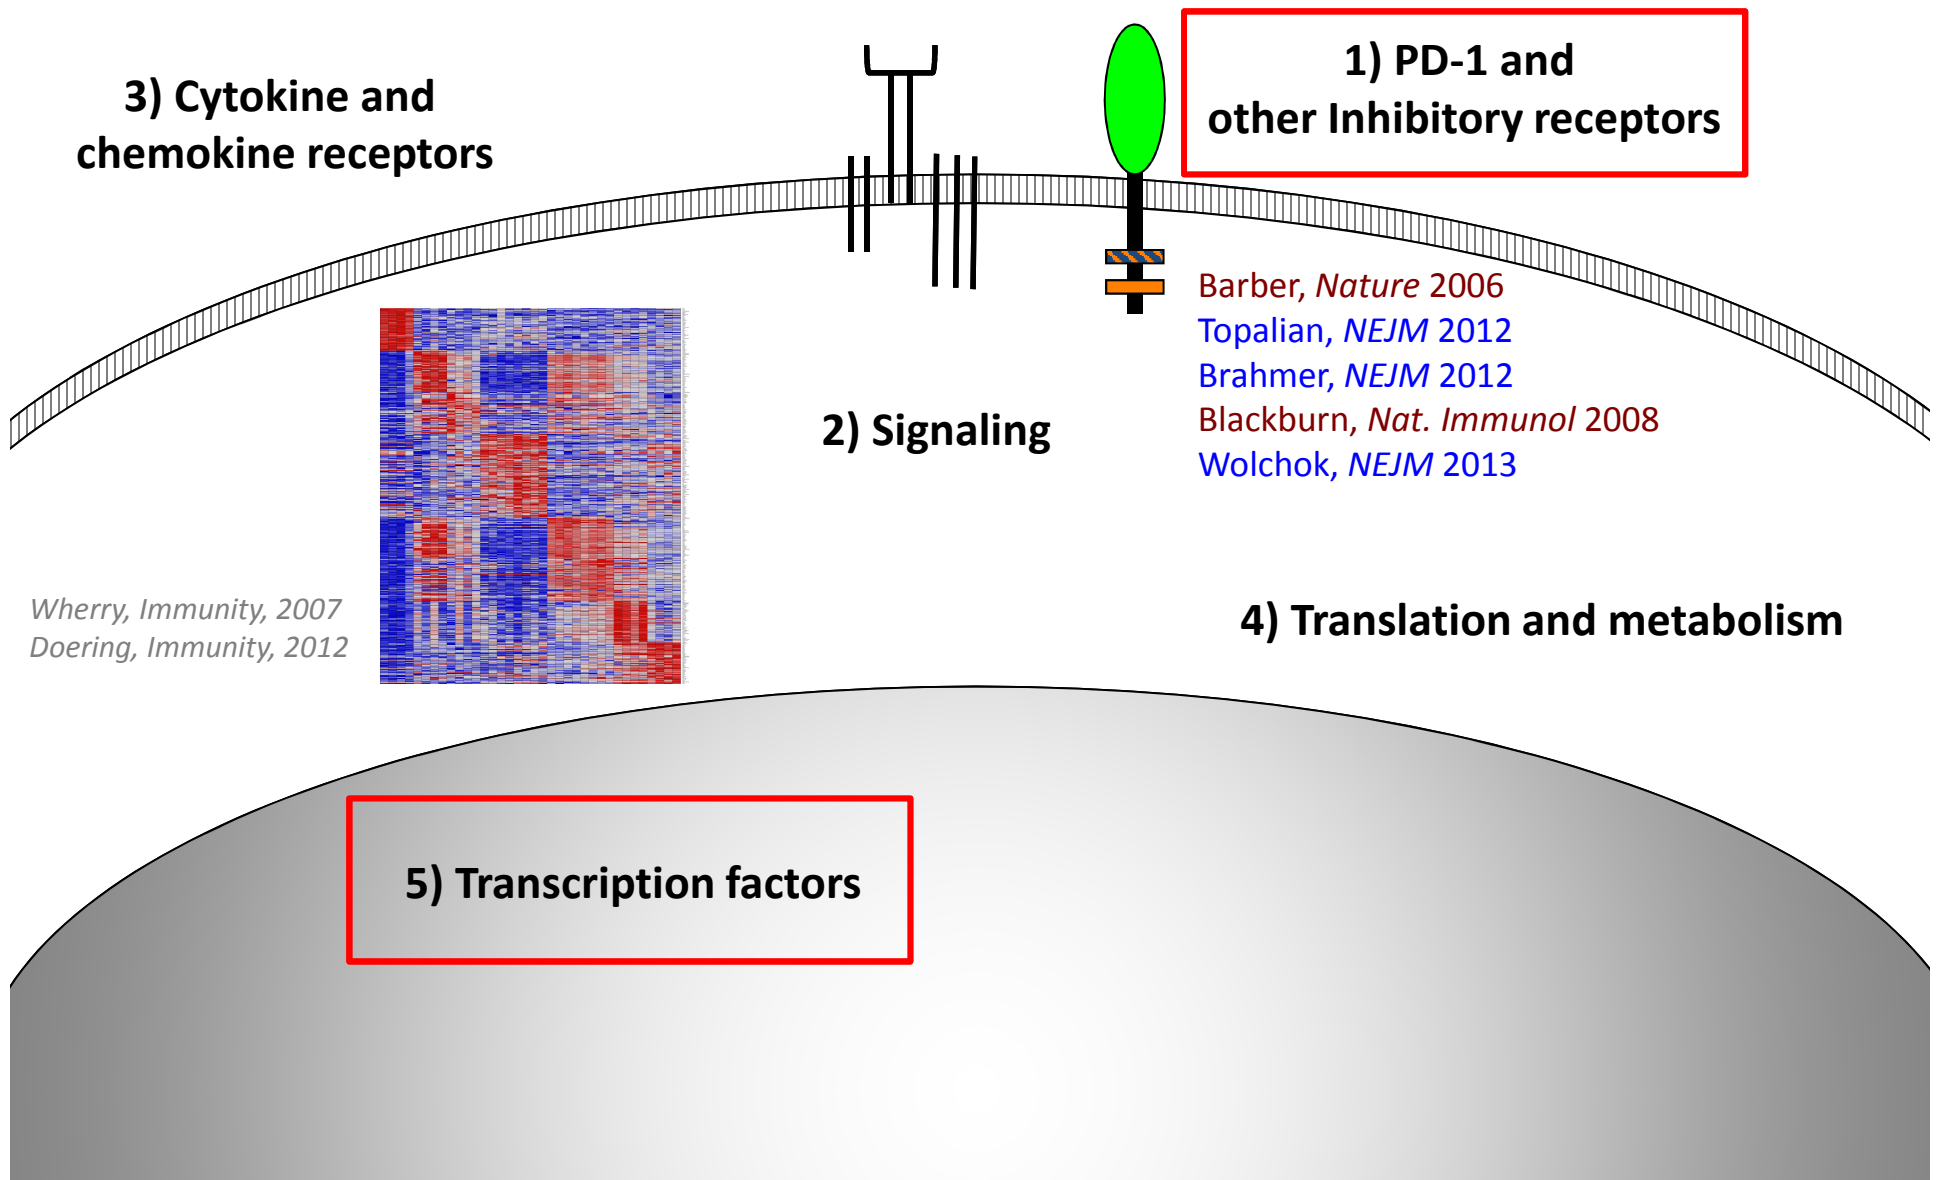 1) PD-1 and
other Inhibitory receptors
3) Cytokine and
chemokine receptors
Barber, Nature 2006
Topalian, NEJM 2012
Brahmer, NEJM 2012
Blackburn, Nat. Immunol 2008
Wolchok, NEJM 2013
2) Signaling
Wherry, Immunity, 2007
Doering, Immunity, 2012
4) Translation and metabolism
5) Transcription factors